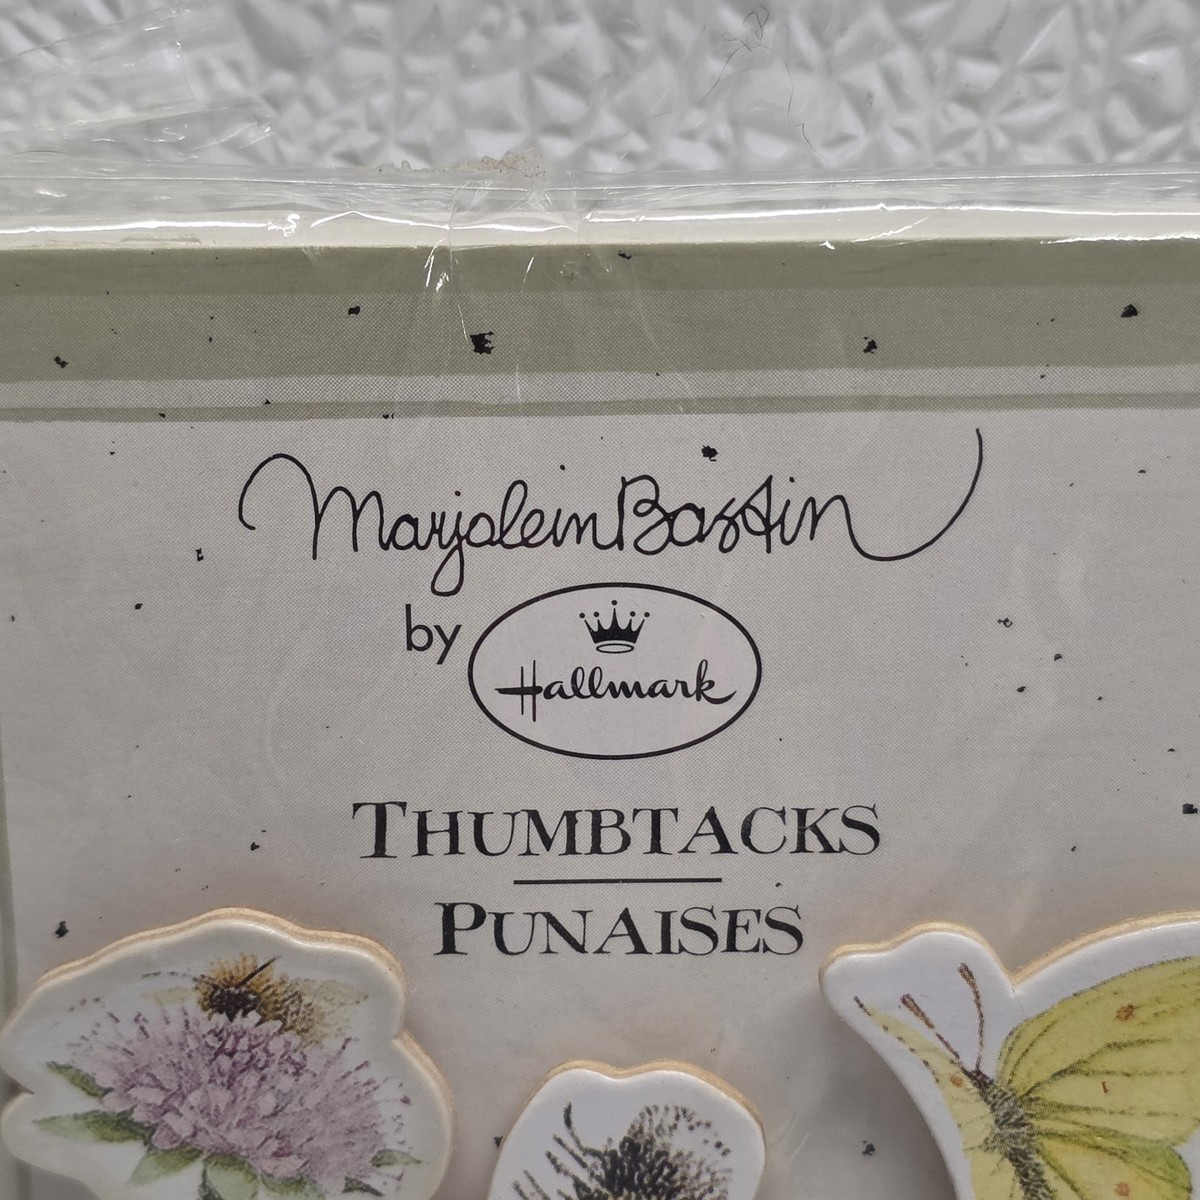 Marjolein Bastin
by Hallmark
THUMBTACKS
PUNAISES